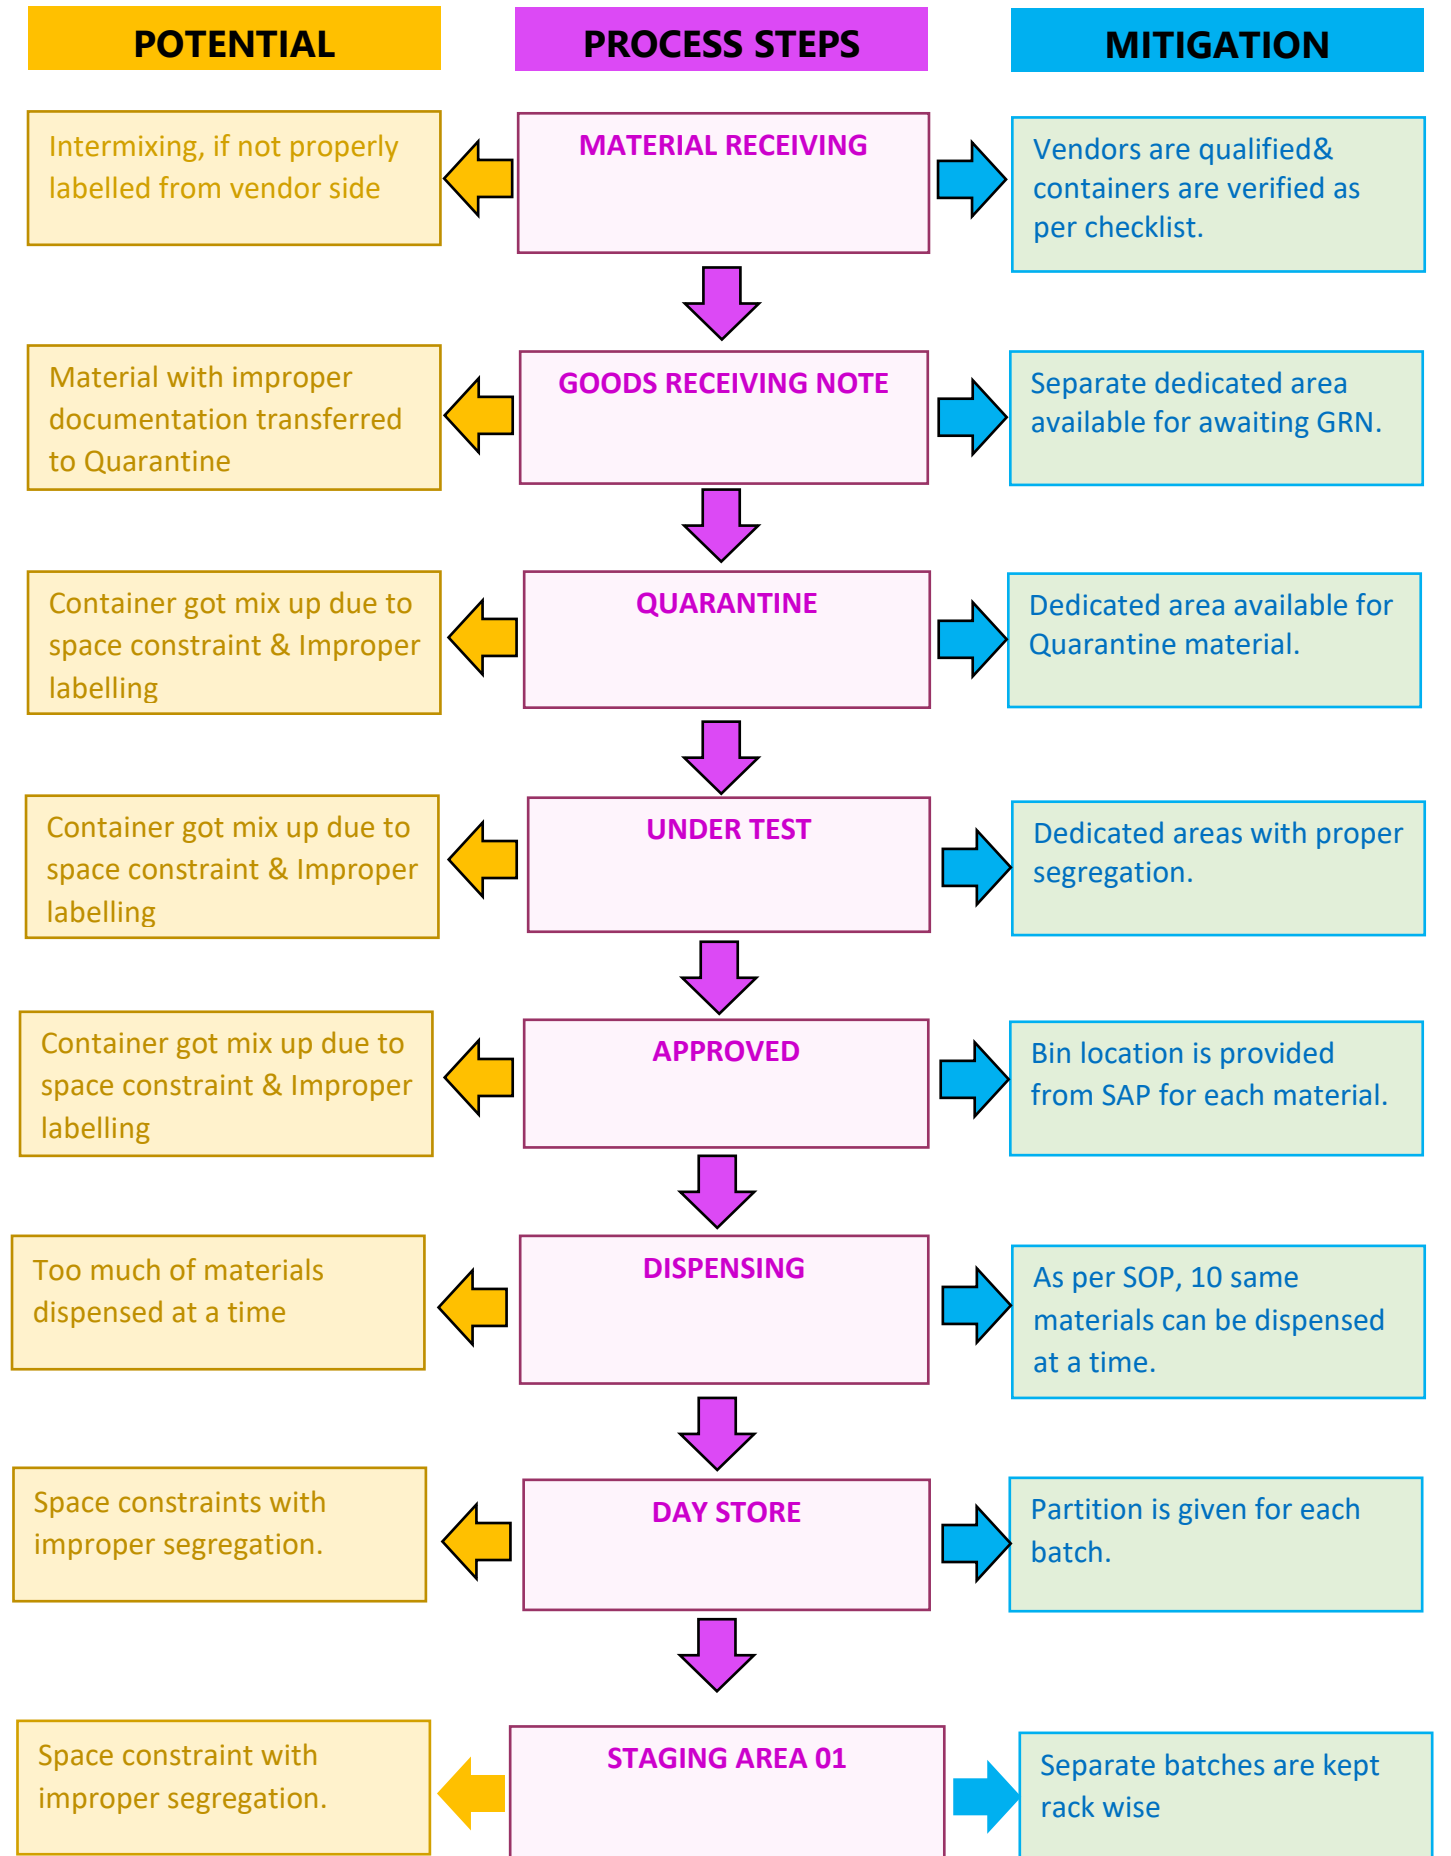 POTENTIAL
PROCESS STEPS
MITIGATION
Intermixing, if not properly
labelled from vendor side
MATERIAL RECEIVING
Vendors are qualified&
containers are verified as
per checklist.
Material with improper
documentation transferred
to Quarantine
GOODS RECEIVING NOTE
Separate dedicated area
available for awaiting GRN.
Container got mix up due to
space constraint & Improper
labelling
QUARANTINE
Dedicated area available for
Quarantine material.
Container got mix up due to
space constraint & Improper
labelling
UNDER TEST
Dedicated areas with proper
segregation.
Container got mix up due to
space constraint & Improper
labelling
APPROVED
Bin location is provided
from SAP for each material.
Too much of materials
dispensed at a time
DISPENSING
As per SOP, 10 same
materials can be dispensed
at a time.
Space constraints with
improper segregation.
DAY STORE
Partition is given for each
batch.
Space constraint with
improper segregation.
STAGING AREA 01
Separate batches are kept
rack wise